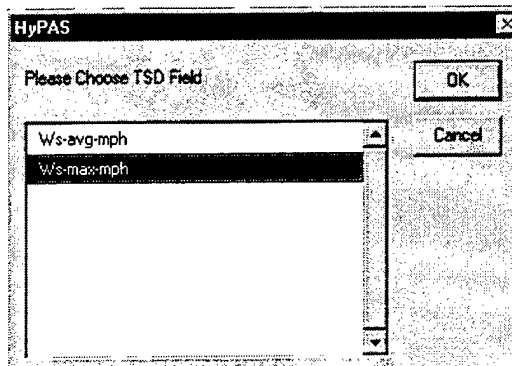 HyPAS
Please Choose TSD Field
OK
Cancel
Ws-avg-mph
Ws-max-mph